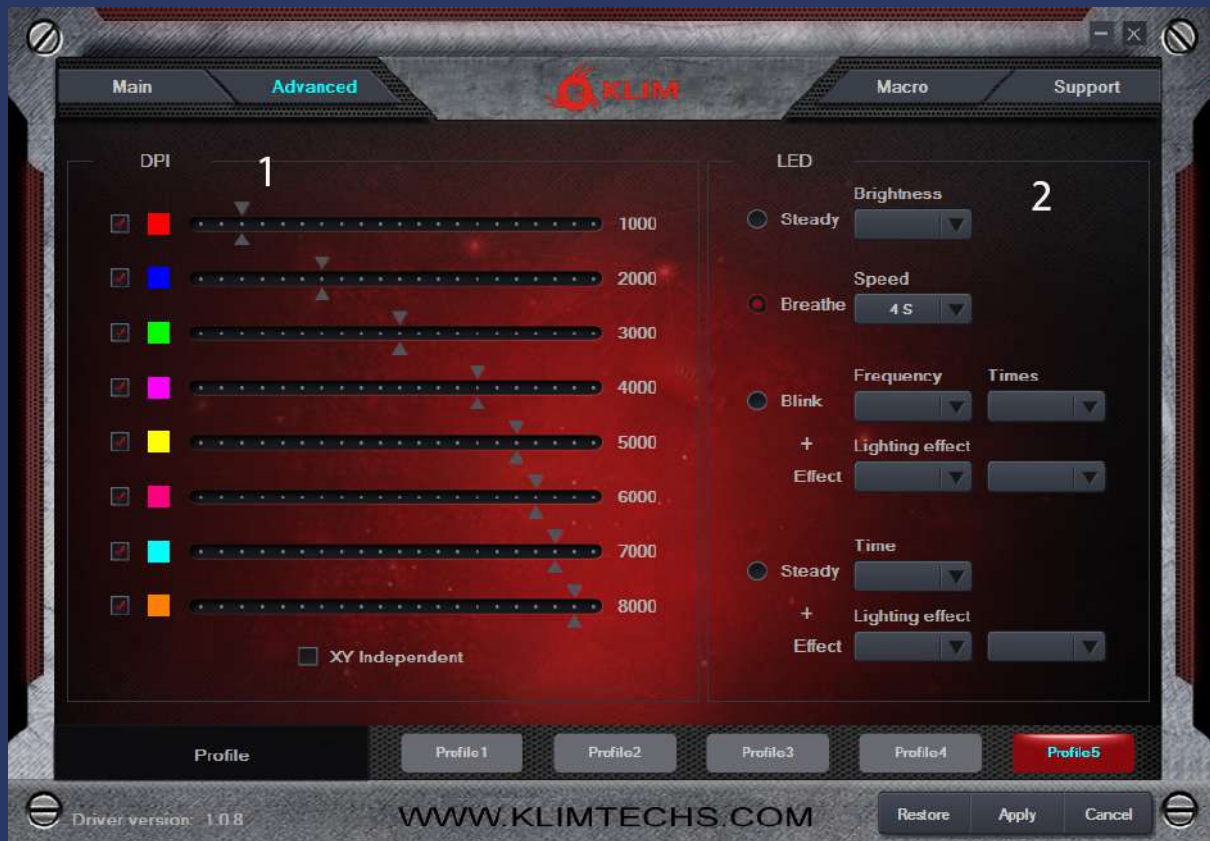 Main
Advanced
KLIM
Macro
Support
DPI
1
1000
2000
3000
4000
5000
6000
7000
8000
XY Independent
LED
2
Brightness
Steady
Speed
Breathe
4 S
Frequency Times
Blink
+ Lighting effect
Effect
Time
Steady
+ Lighting effect
Effect
Profile
Profile1
Profile2
Profile3
Profile4
Profile5
Driver version: 1.0.8
WWW.KLIMTECHS.COM
Restore
Apply
Cancel